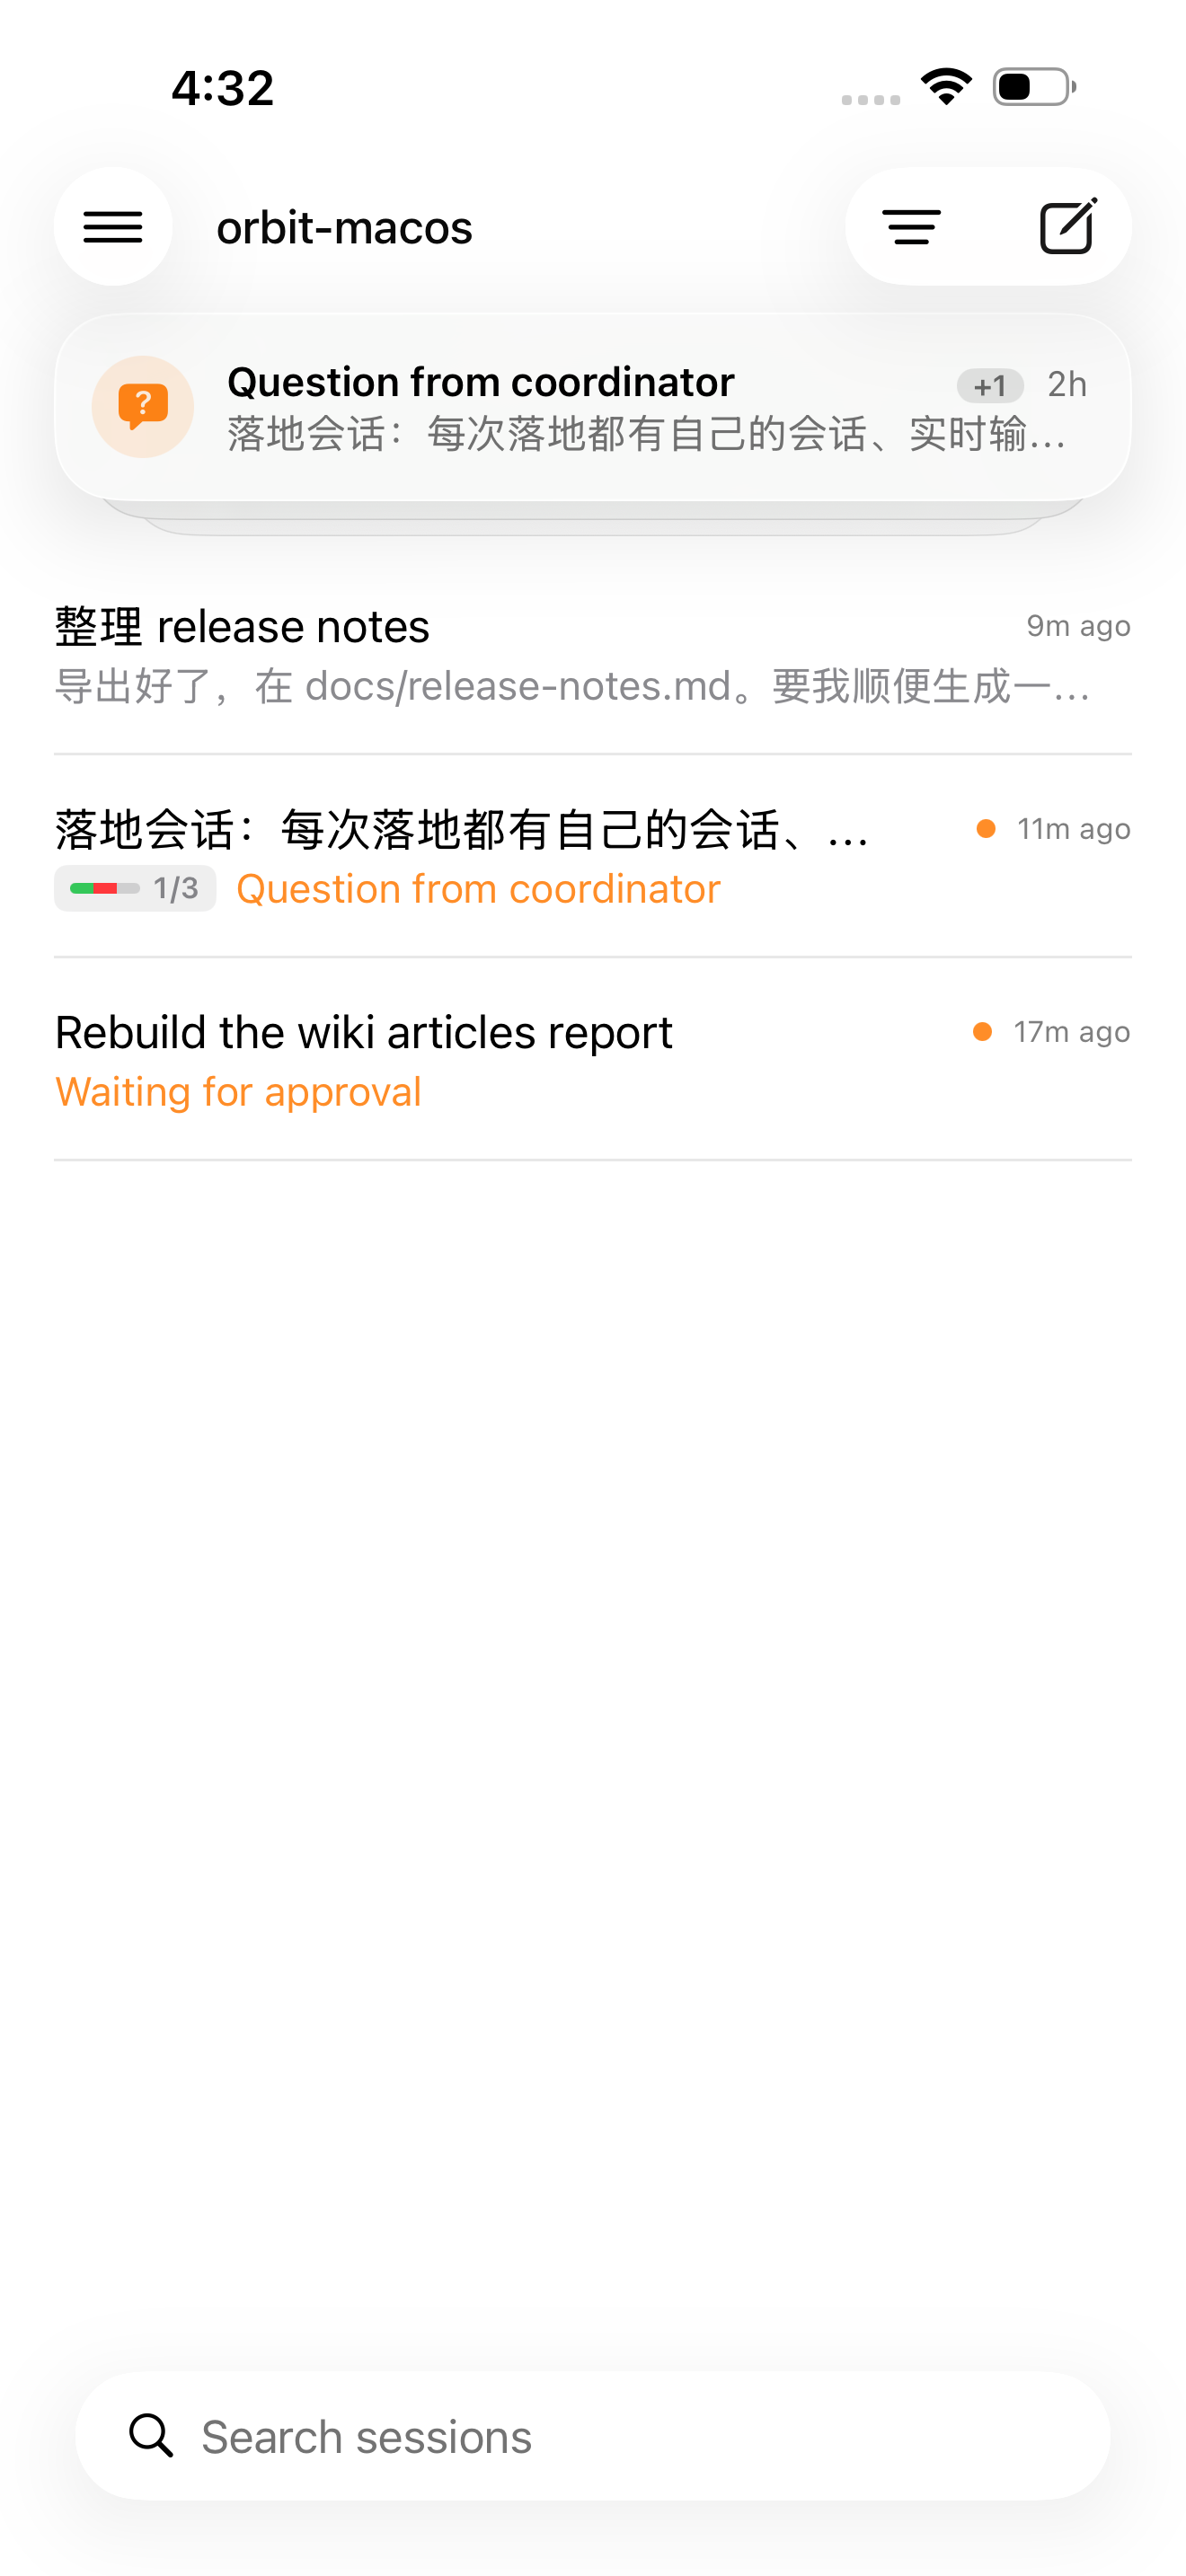 4:32
orbit-macos
Question from coordinator +1 2h
落地会话：每次落地都有自己的会话、实时输...
整理 release notes 9m ago
导出好了，在 docs/release-notes.md。要我顺便生成一...
落地会话：每次落地都有自己的会话、... 11m ago
1/3 Question from coordinator
Rebuild the wiki articles report 17m ago
Waiting for approval
Search sessions